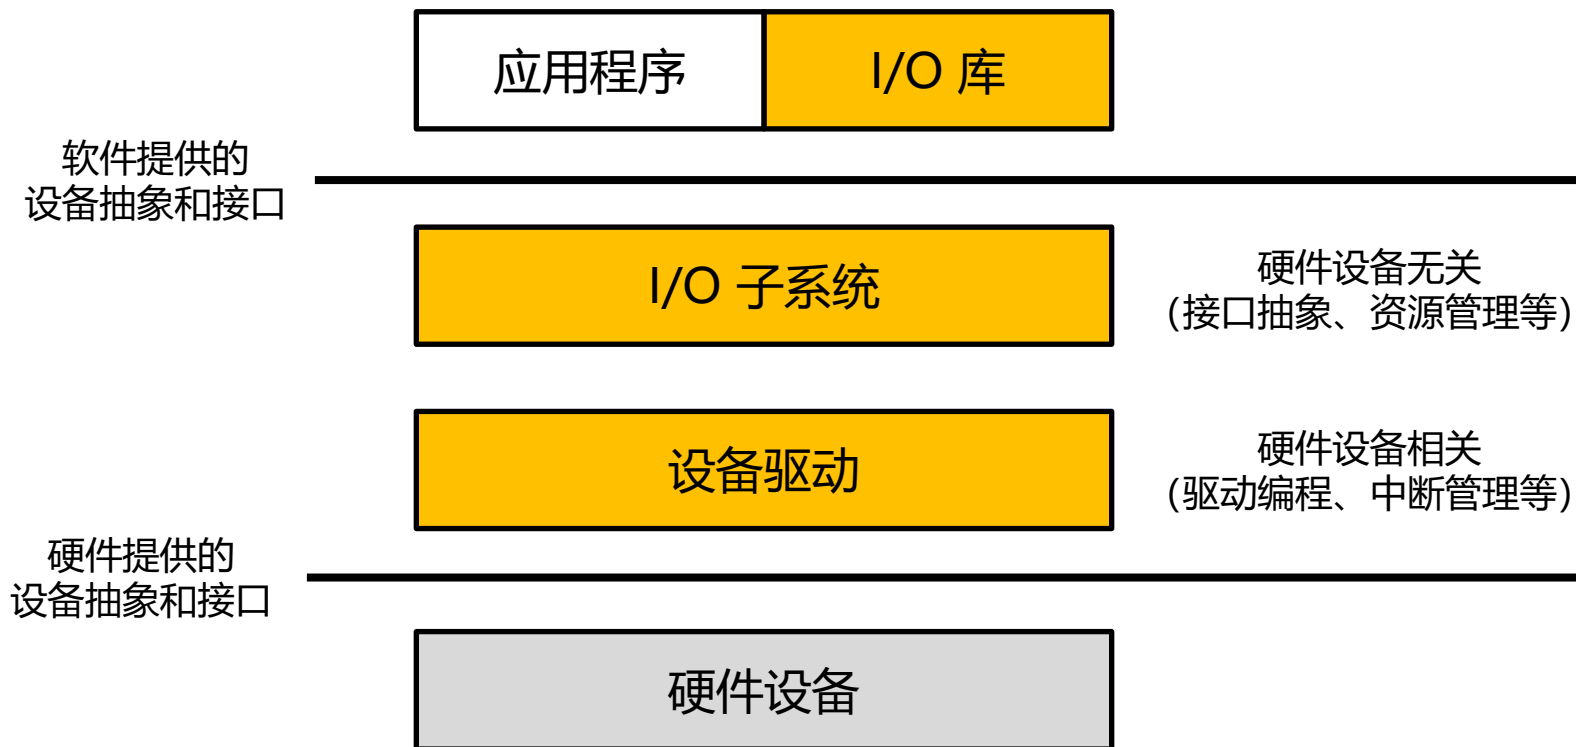 应用程序
I/O 库
软件提供的
设备抽象和接口
I/O 子系统
硬件设备无关
(接口抽象、资源管理等)
设备驱动
硬件设备相关
(驱动编程、中断管理等)
硬件提供的
设备抽象和接口
硬件设备